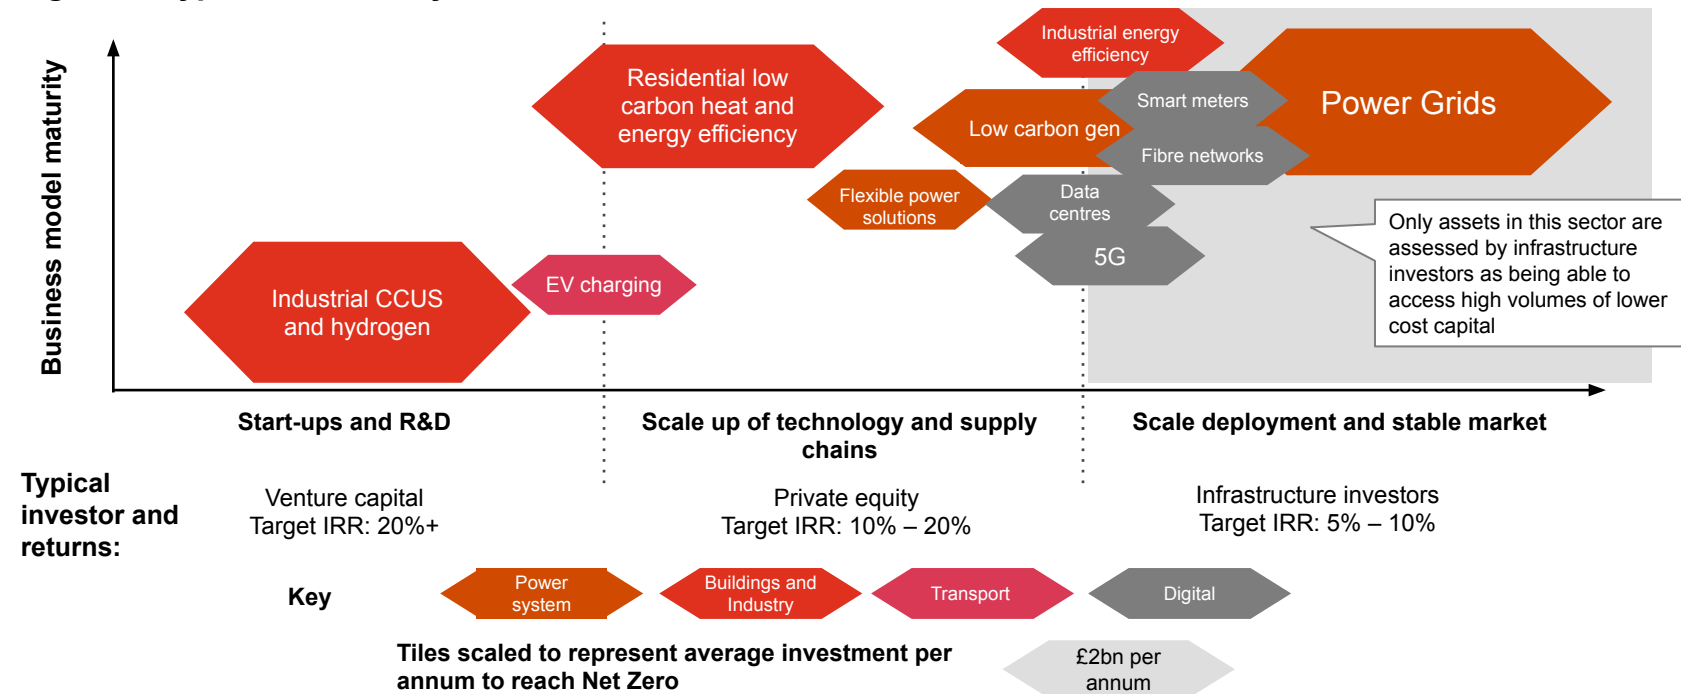 Business model maturity
Industrial energy
efficiency
Residential low
carbon heat and
energy efficiency
Smart meters
Power Grids
Low carbon gen
Fibre networks
Flexible power
solutions
Data
centres
5G
Only assets in this sector are
assessed by infrastructure
investors as being able to
access high volumes of lower
cost capital
Industrial CCUS
and hydrogen
EV charging
Start-ups and R&D
Scale up of technology and supply
chains
Scale deployment and stable market
Typical
investor and
returns:
Venture capital
Target IRR: 20%+
Private equity
Target IRR: 10% – 20%
Infrastructure investors
Target IRR: 5% – 10%
Key
Power
system
Buildings and
Industry
Transport
Digital
Tiles scaled to represent average investment per
annum to reach Net Zero
£2bn per
annum